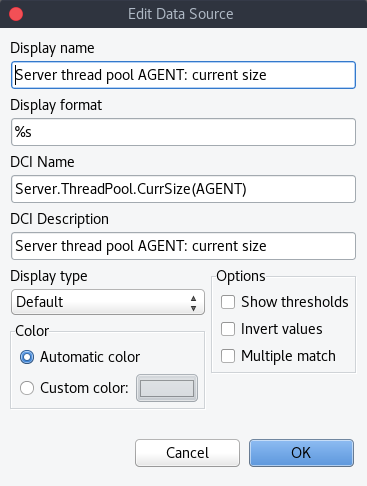 Edit Data Source
Display name
Server thread pool AGENT: current size
Display format
%s
DCI Name
Server.ThreadPool.CurrSize(AGENT)
DCI Description
Server thread pool AGENT: current size
Display type
Default
Options
Show thresholds
Invert values
Multiple match
Color
Automatic color
Custom color:
Cancel
OK